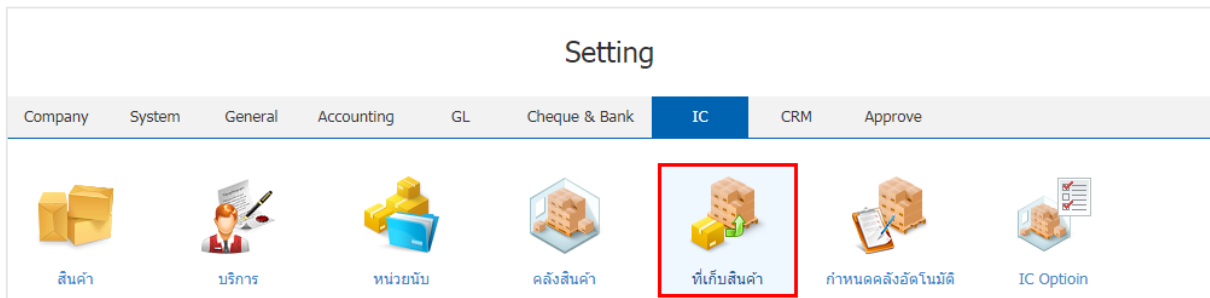 Setting
Company System General Accounting GL Cheque & Bank IC CRM Approve
สินค้า บริการ หน่วยนับ คลังสินค้า ที่เก็บสินค้า กำหนดคลังอัตโนมัติ IC Optioin